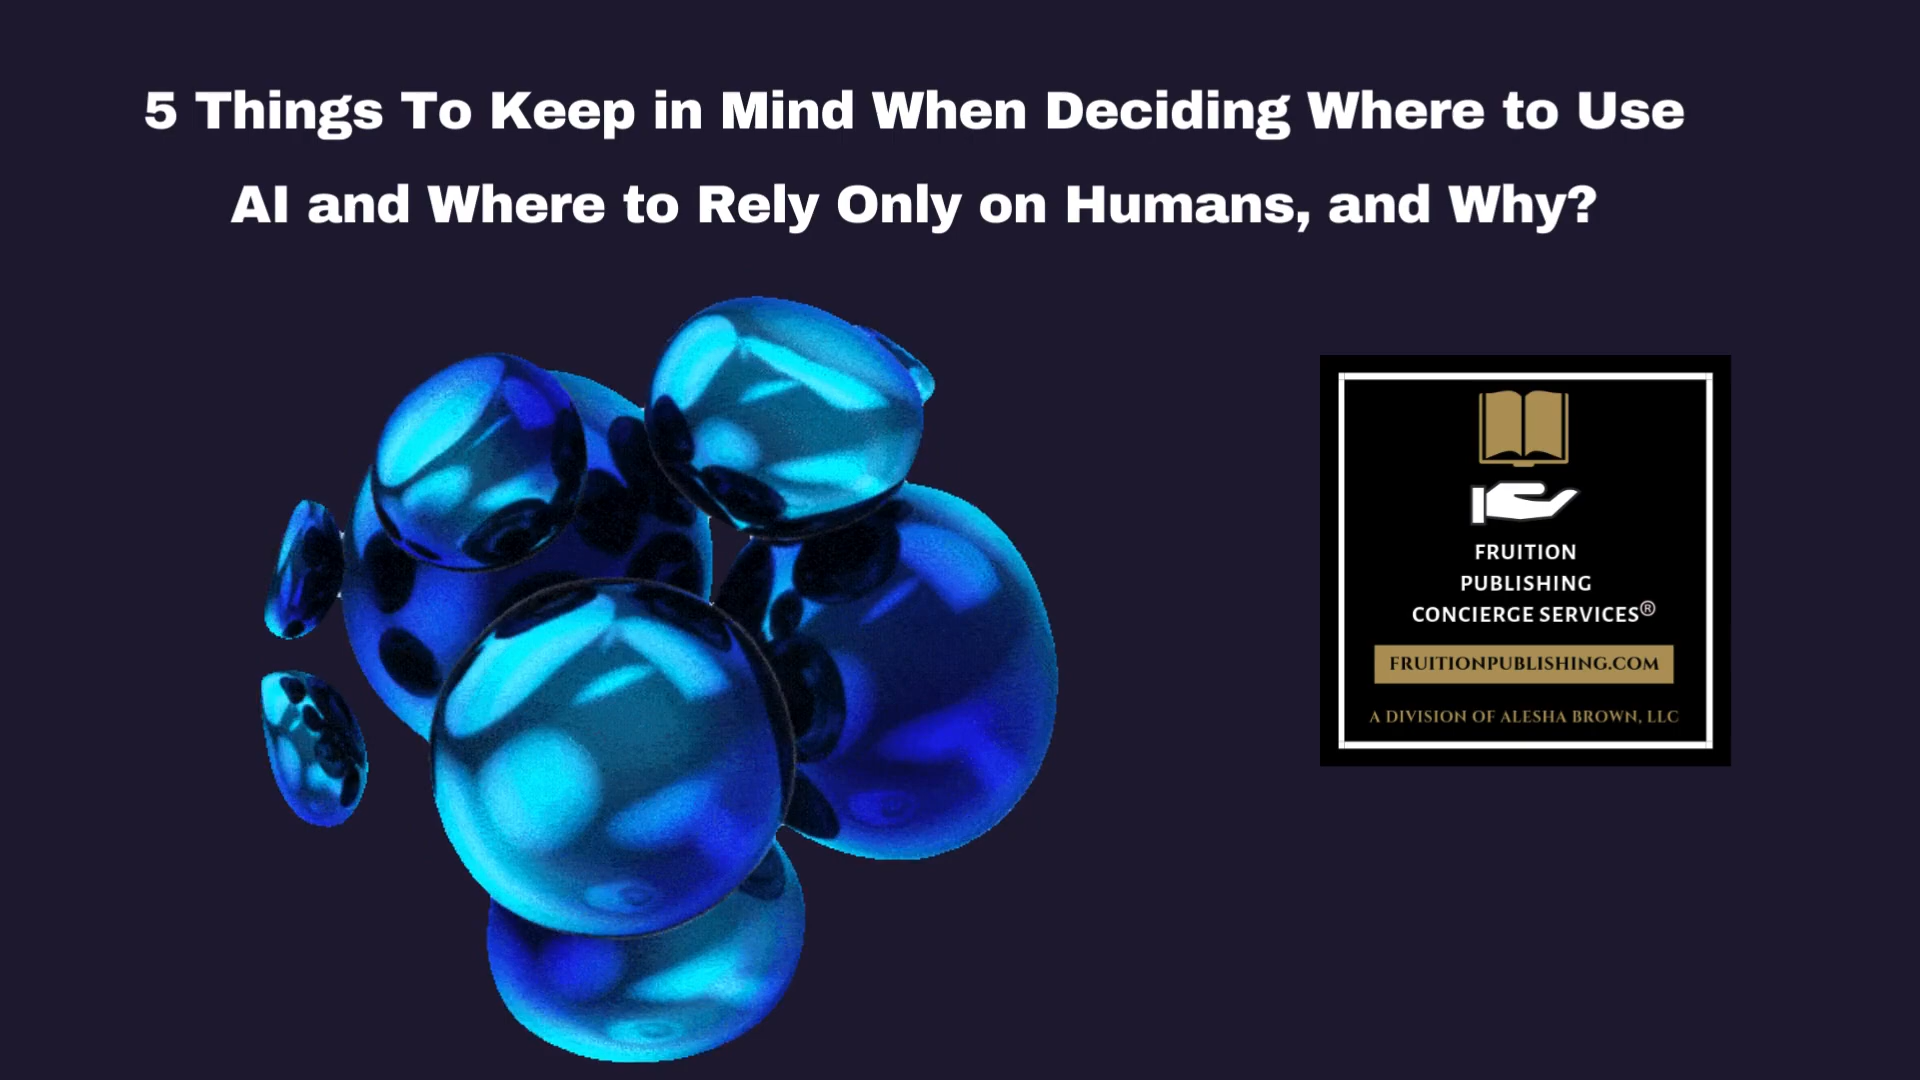 5 Things To Keep in Mind When Deciding Where to Use
AI and Where to Rely Only on Humans, and Why?
FRUITION
PUBLISHING
CONCIERGE SERVICES®
FRUITIONPUBLISHING.COM
A DIVISION OF ALESHA BROWN, LLC